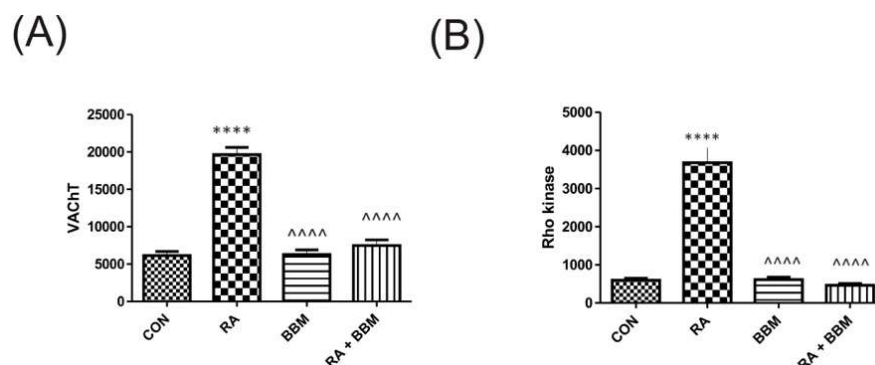 (A)
(B)
VAChT
25000
20000
15000
10000
5000
0
****
^^^^
^^^^
CON
RA
BBM
RA + BBM
Rho kinase
5000
4000
3000
2000
1000
0
****
^^^^
^^^^
CON
RA
BBM
RA + BBM